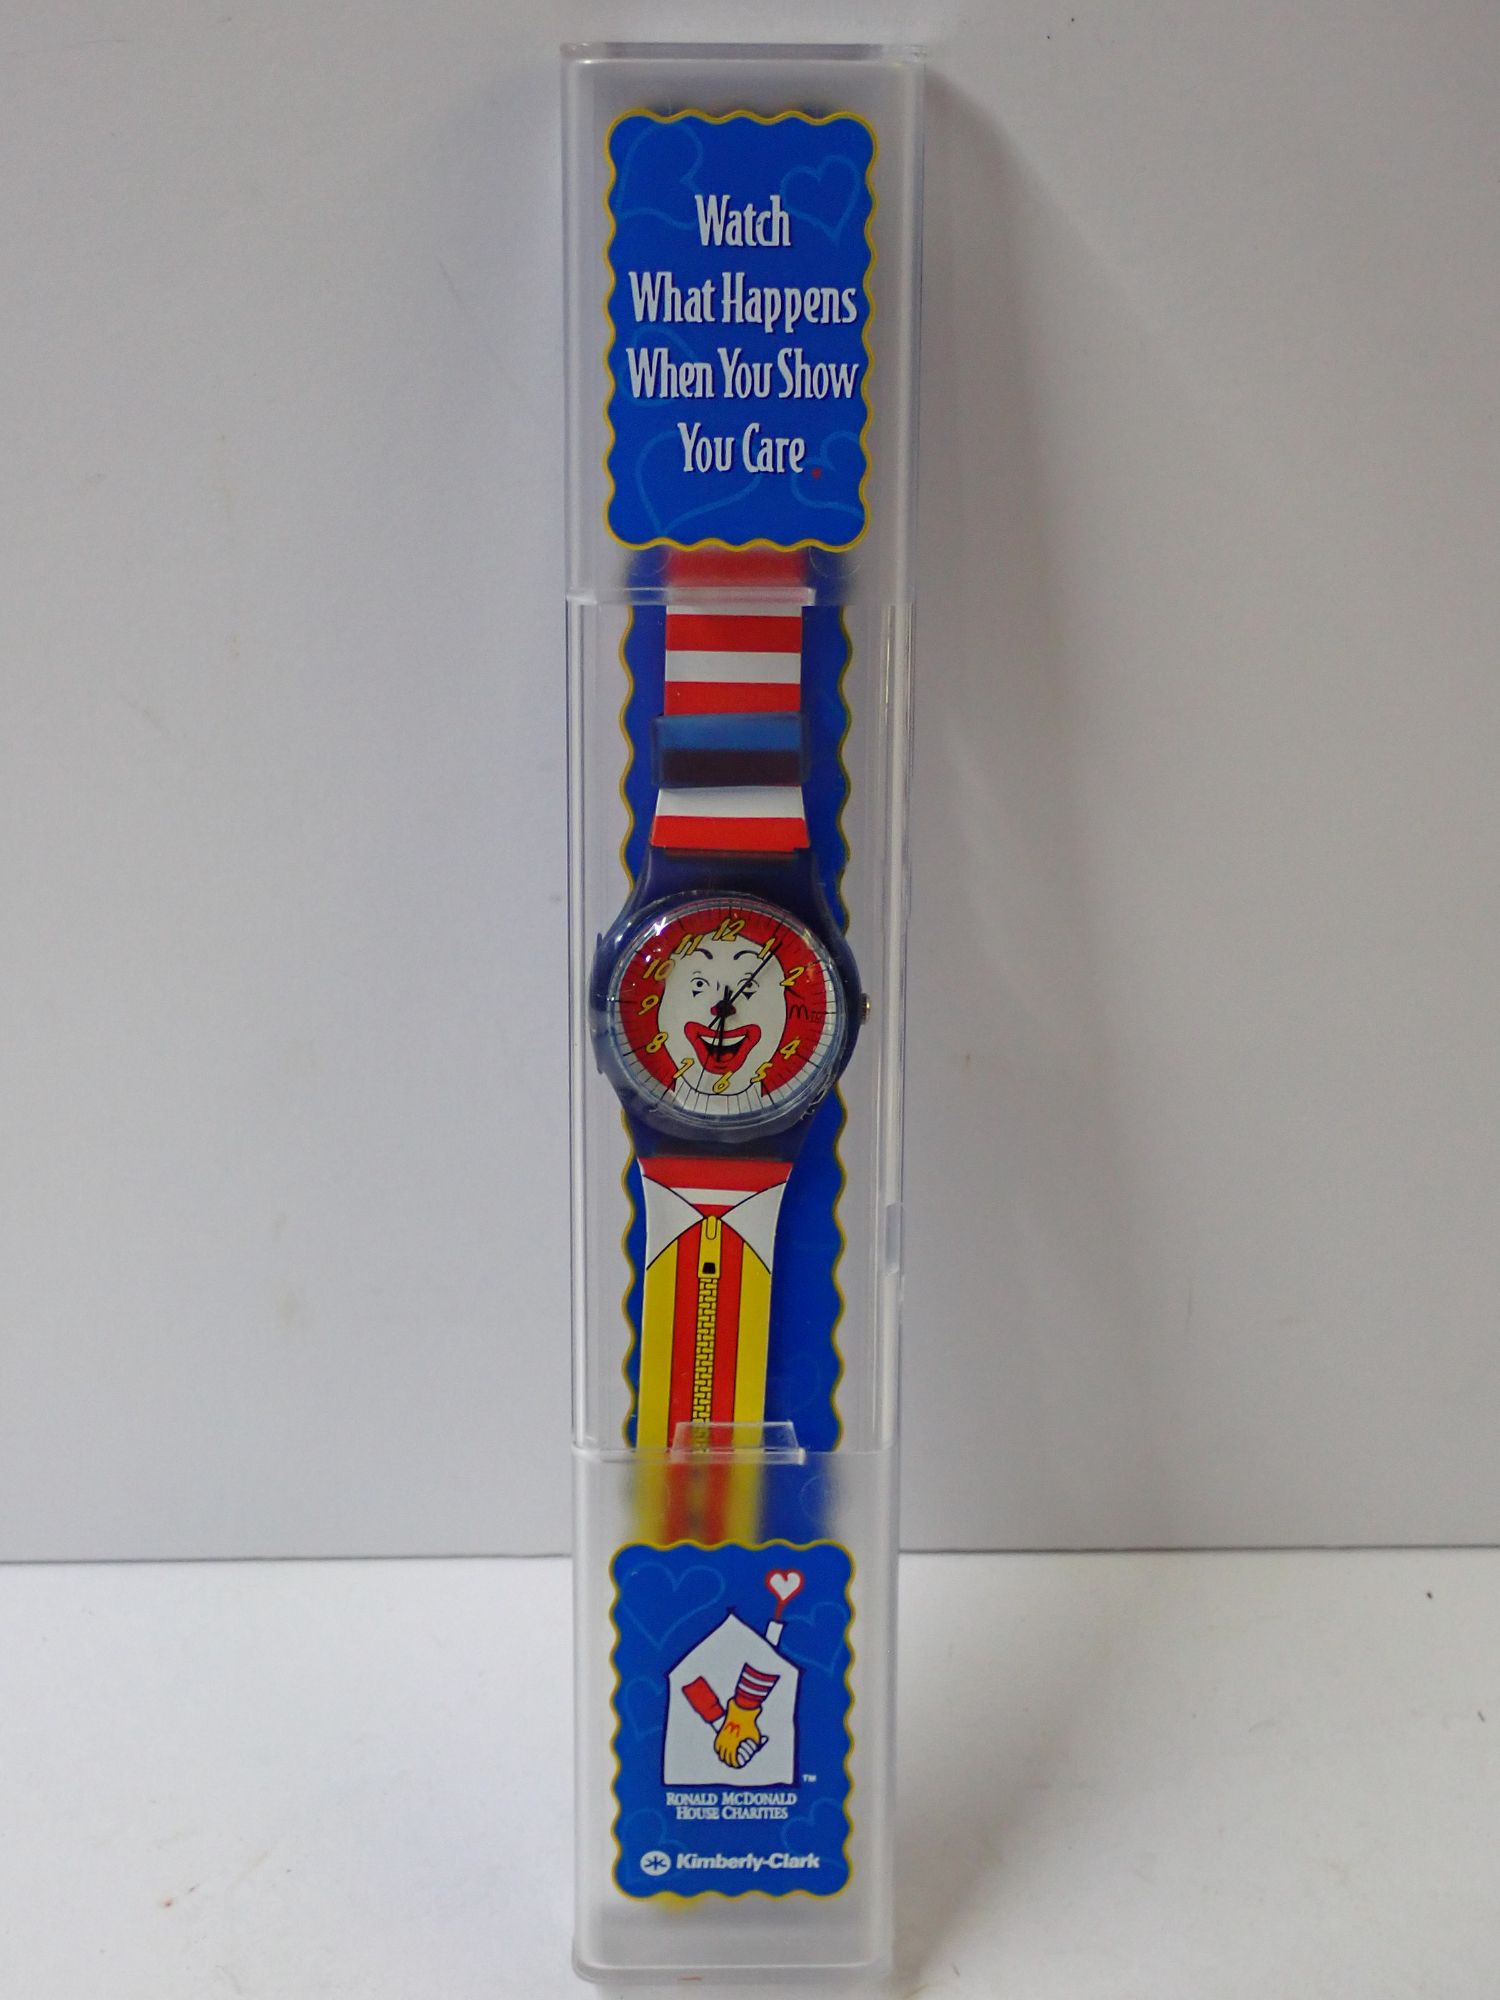 Watch
What Happens
When You Show
You Care
12
11 1
10 2
9 M
8 4
7 5
6
M
TM
RONALD MCDONALD
HOUSE CHARITIES
Kimberly-Clark